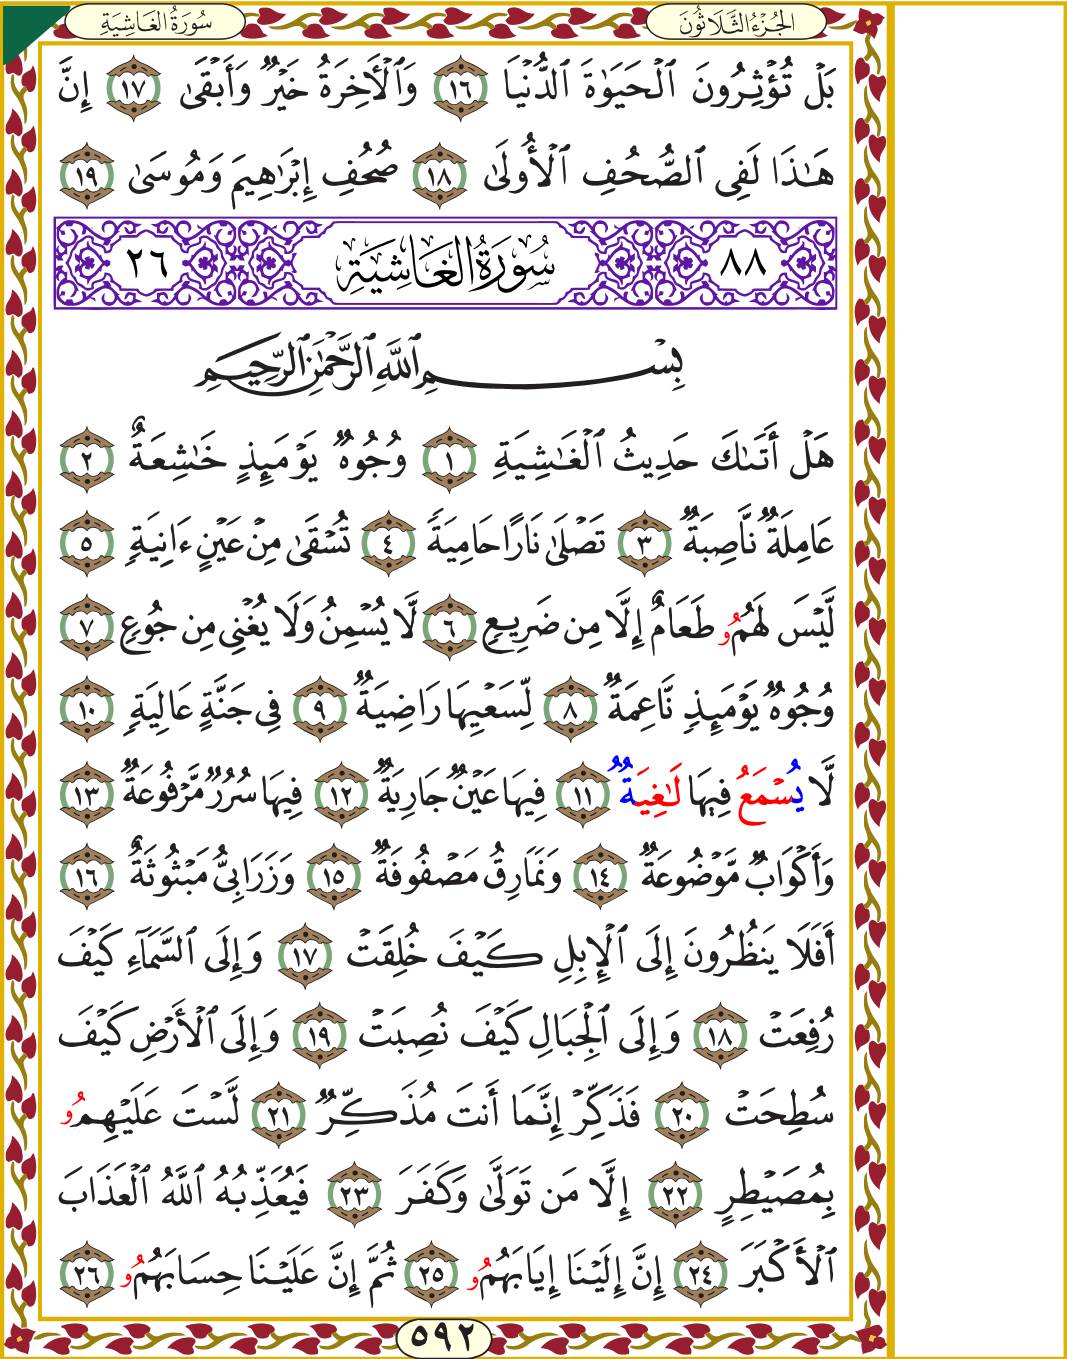 سُورَةُ الغَاشِيَةِ
الجُزْءُ الثَّلَاثُونَ
بَلْ تُؤْثِرُونَ ٱلْحَيَوٰةَ ٱلدُّنْيَا ١٦ وَٱلْأَخِرَةُ خَيْرٌ وَأَبْقَىٰ ١٧ إِنَّ
هَٰذَا لَفِى ٱلصُّحُفِ ٱلْأُولَىٰ ١٨ صُحُفِ إِبْرَٰهِيمَ وَمُوسَىٰ ١٩
٨٨ سُورَةُ الغَاشِيَةِ ٢٦
بِسْمِ ٱللَّهِ ٱلرَّحْمَٰنِ ٱلرَّحِيمِ
هَلْ أَتَىٰكَ حَدِيثُ ٱلْغَٰشِيَةِ ١ وُجُوهٌ يَوْمَئِذٍ خَٰشِعَةٌ ٢
عَامِلَةٌ نَّاصِبَةٌ ٣ تَصْلَىٰ نَارًا حَامِيَةً ٤ تُسْقَىٰ مِنْ عَيْنٍ ءَانِيَةٍ ٥
لَّيْسَ لَهُمُۥ طَعَامٌ إِلَّا مِن ضَرِيعٍ ٦ لَّا يُسْمِنُ وَلَا يُغْنِى مِن جُوعٍ ٧
وُجُوهٌ يَوْمَئِذٍ نَّاعِمَةٌ ٨ لِّسَعْيِهَا رَاضِيَةٌ ٩ فِى جَنَّةٍ عَالِيَةٍ ١٠
لَّا يُسْمَعُ فِيهَا لَٰغِيَةٌ ١١ فِيهَا عَيْنٌ جَارِيَةٌ ١٢ فِيهَا سُرُرٌ مَّرْفُوعَةٌ ١٣
وَأَكْوَابٌ مَّوْضُوعَةٌ ١٤ وَنَمَارِقُ مَصْفُوفَةٌ ١٥ وَزَرَابِىُّ مَبْثُوثَةٌ ١٦
أَفَلَا يَنظُرُونَ إِلَى ٱلْإِبِلِ كَيْفَ خُلِقَتْ ١٧ وَإِلَى ٱلسَّمَآءِ كَيْفَ
رُفِعَتْ ١٨ وَإِلَى ٱلْجِبَالِ كَيْفَ نُصِبَتْ ١٩ وَإِلَى ٱلْأَرْضِ كَيْفَ
سُطِحَتْ ٢٠ فَذَكِّرْ إِنَّمَا أَنتَ مُذَكِّرٌ ٢١ لَّسْتَ عَلَيْهِمُۥ
بِمُصَيْطِرٍ ٢٢ إِلَّا مَن تَوَلَّىٰ وَكَفَرَ ٢٣ فَيُعَذِّبُهُ ٱللَّهُ ٱلْعَذَابَ
ٱلْأَكْبَرَ ٢٤ إِنَّ إِلَيْنَا إِيَابَهُمُۥ ٢٥ ثُمَّ إِنَّ عَلَيْنَا حِسَابَهُمُۥ ٢٦
٥٩٢